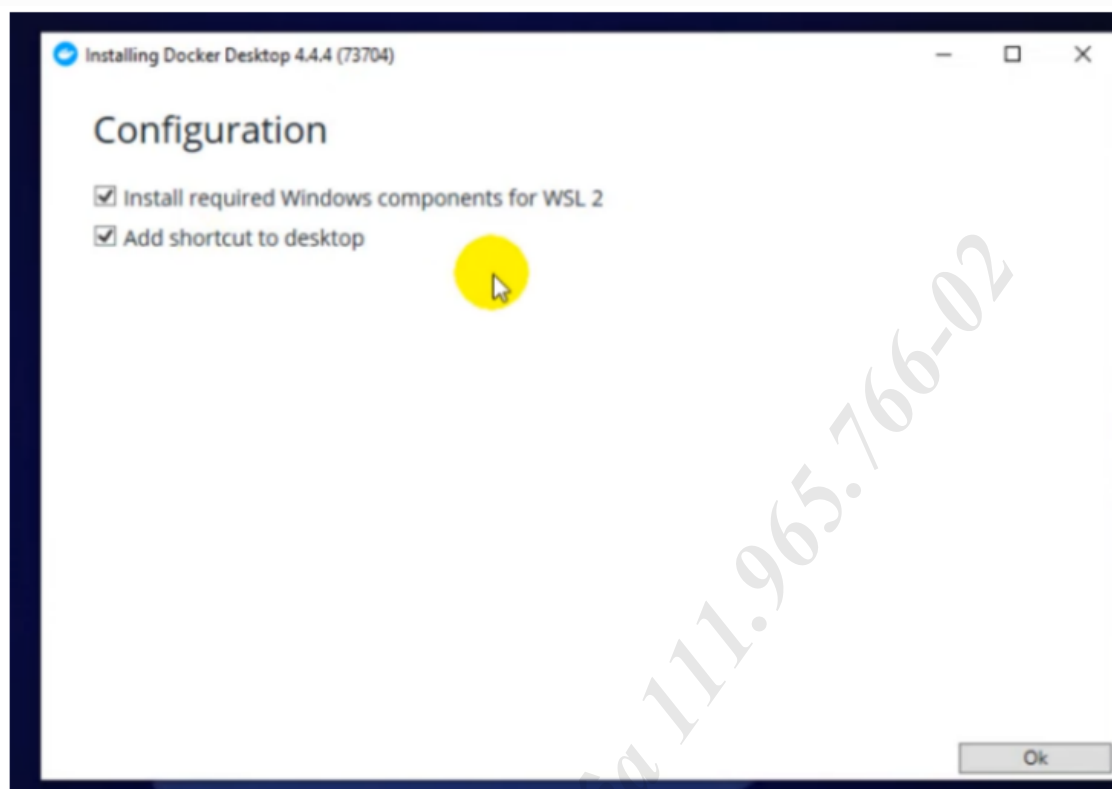 Installing Docker Desktop 4.4.4 (73704)
Configuration
Install required Windows components for WSL 2
Add shortcut to desktop
111.965.766-02
Ok